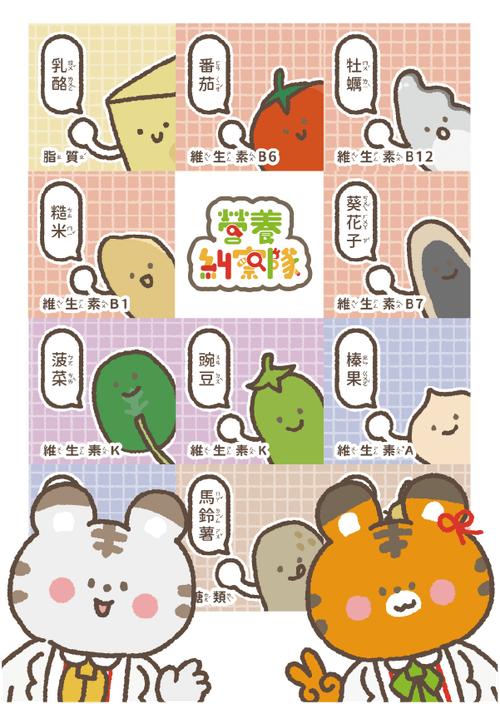 乳酪
脂質
番茄
維生素B6
牡蠣
維生素B12
糙米
維生素B1
營養
糾察隊
葵花子
維生素B7
菠菜
維生素K
豌豆
維生素K
榛果
維生素A
馬鈴薯
糖類